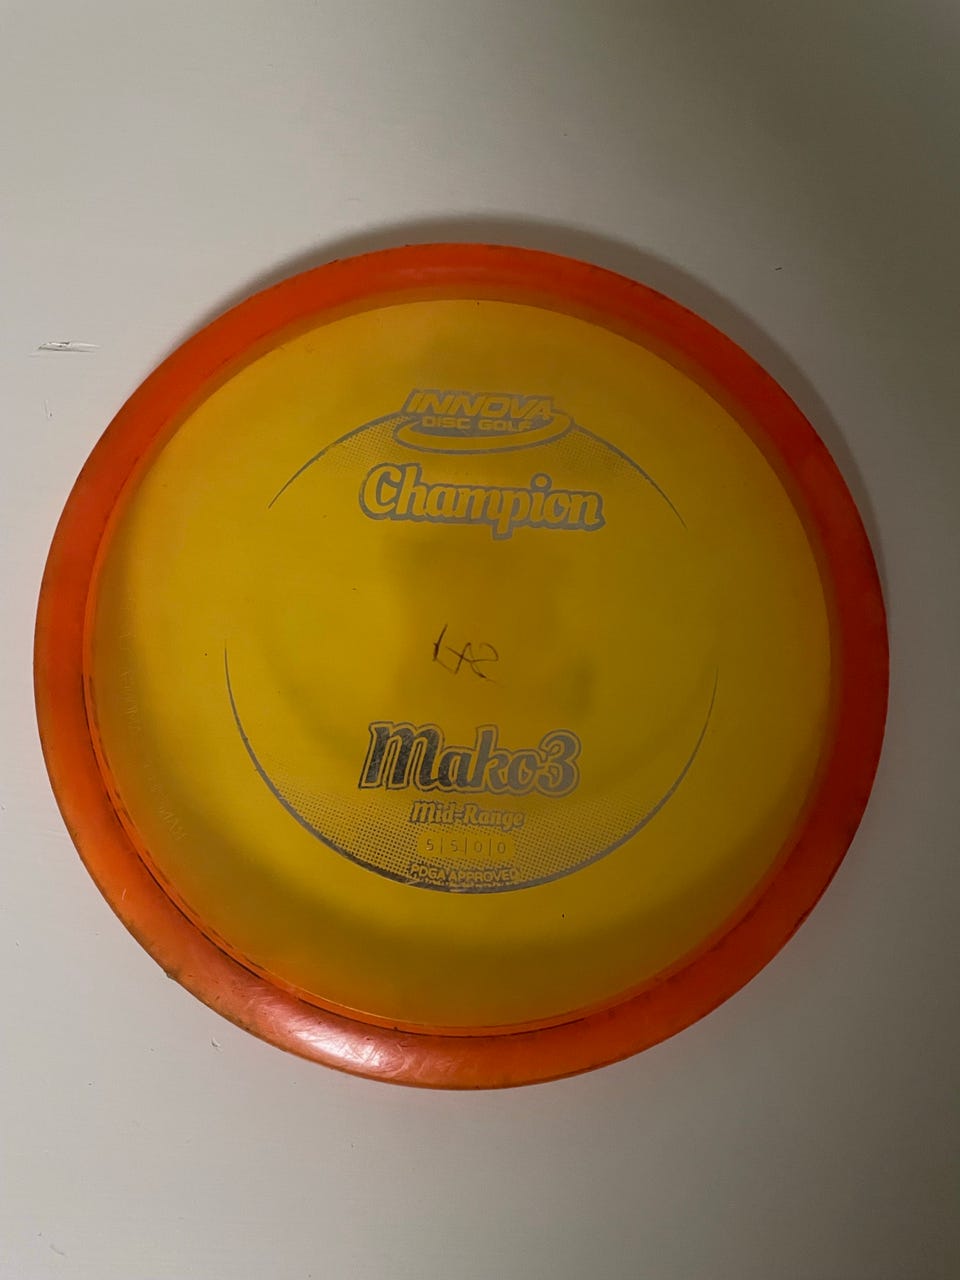 INNOVA
DISC GOLF
Champion
Mako3
Mid-Range
5 | 5 | 0 | 0
PDGA APPROVED